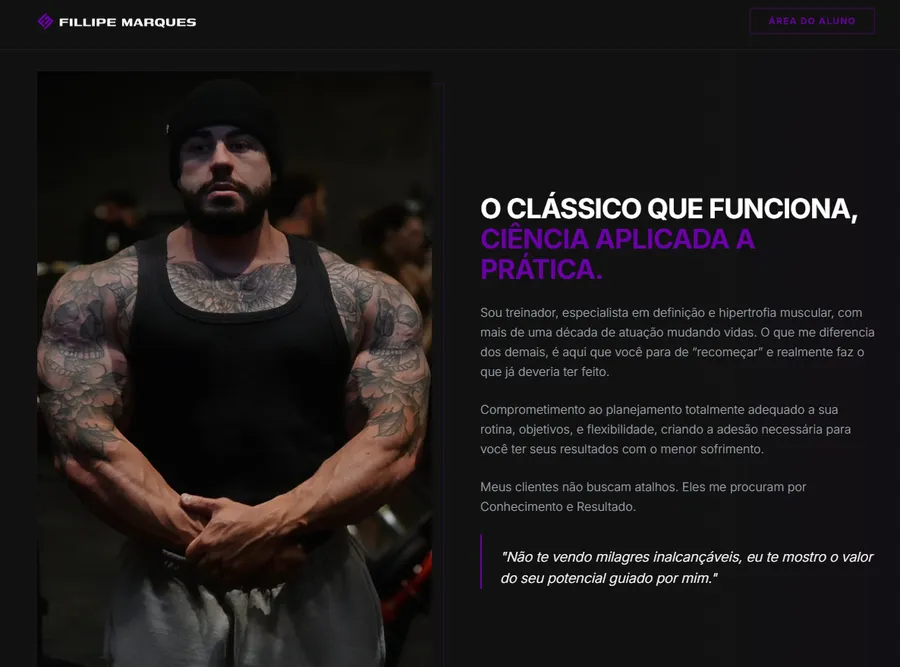 FILLIPE MARQUES
ÁREA DO ALUNO
O CLÁSSICO QUE FUNCIONA,
CIÊNCIA APLICADA A
PRÁTICA.
Sou treinador, especialista em definição e hipertrofia muscular, com
mais de uma década de atuação mudando vidas. O que me diferencia
dos demais, é aqui que você para de “recomeçar” e realmente faz o
que já deveria ter feito.
Comprometimento ao planejamento totalmente adequado a sua
rotina, objetivos, e flexibilidade, criando a adesão necessária para
você ter seus resultados com o menor sofrimento.
Meus clientes não buscam atalhos. Eles me procuram por
Conhecimento e Resultado.
"Não te vendo milagres inalcançáveis, eu te mostro o valor
do seu potencial guiado por mim."